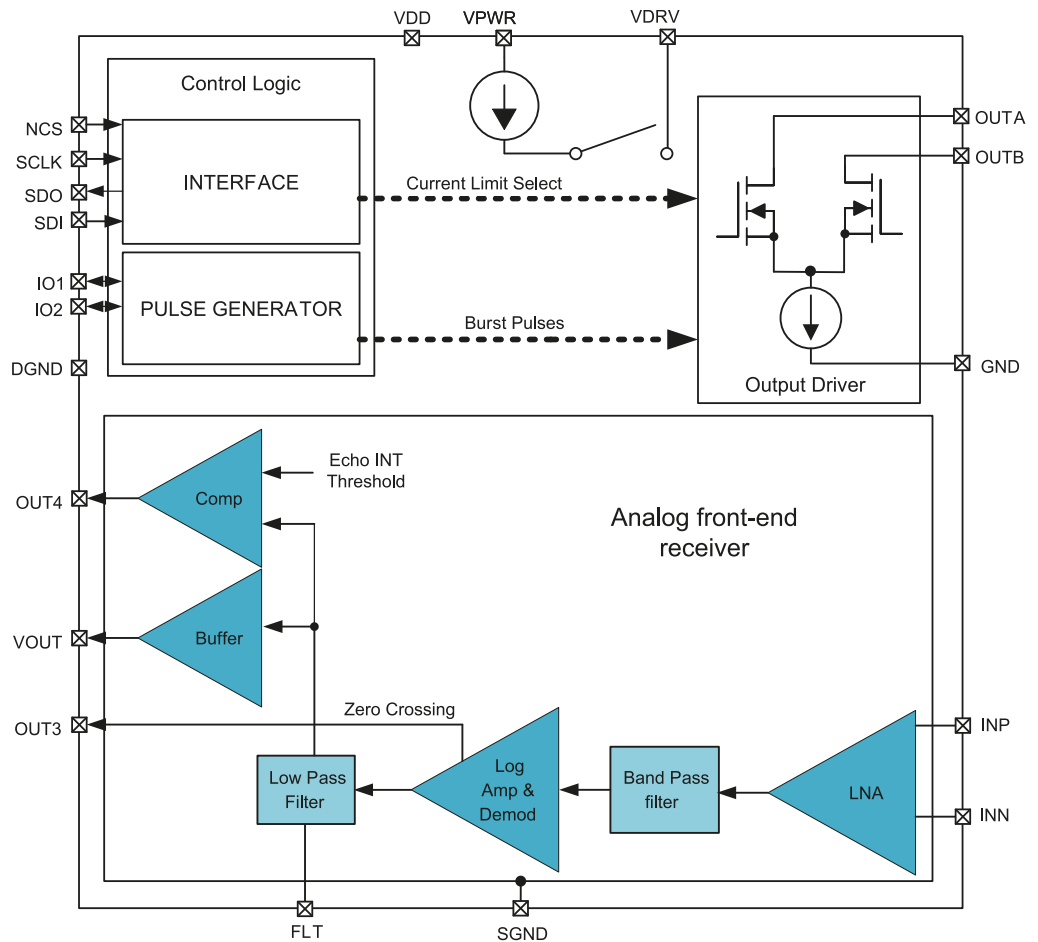 VDD
VPWR
VDRV
Control Logic
NCS
SCLK
SDO
SDI
INTERFACE
Current Limit Select
OUTA
OUTB
IO1
IO2
PULSE GENERATOR
Burst Pulses
DGND
GND
Output Driver
Echo INT
Threshold
OUT4
Comp
Analog front-end
receiver
VOUT
Buffer
OUT3
Zero Crossing
INP
Low Pass
Filter
Log
Amp &
Demod
Band Pass
filter
LNA
INN
FLT
SGND